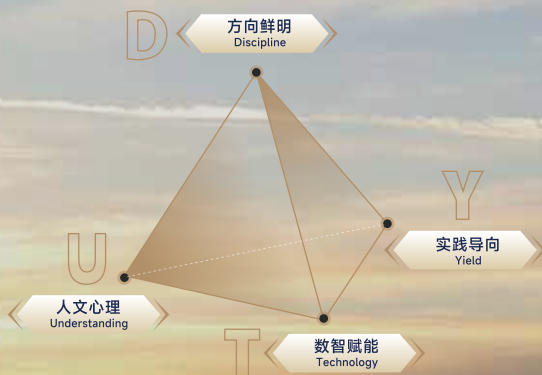 D
方向鲜明
Discipline
Y
实践导向
Yield
U
人文心理
Understanding
T
数智赋能
Technology